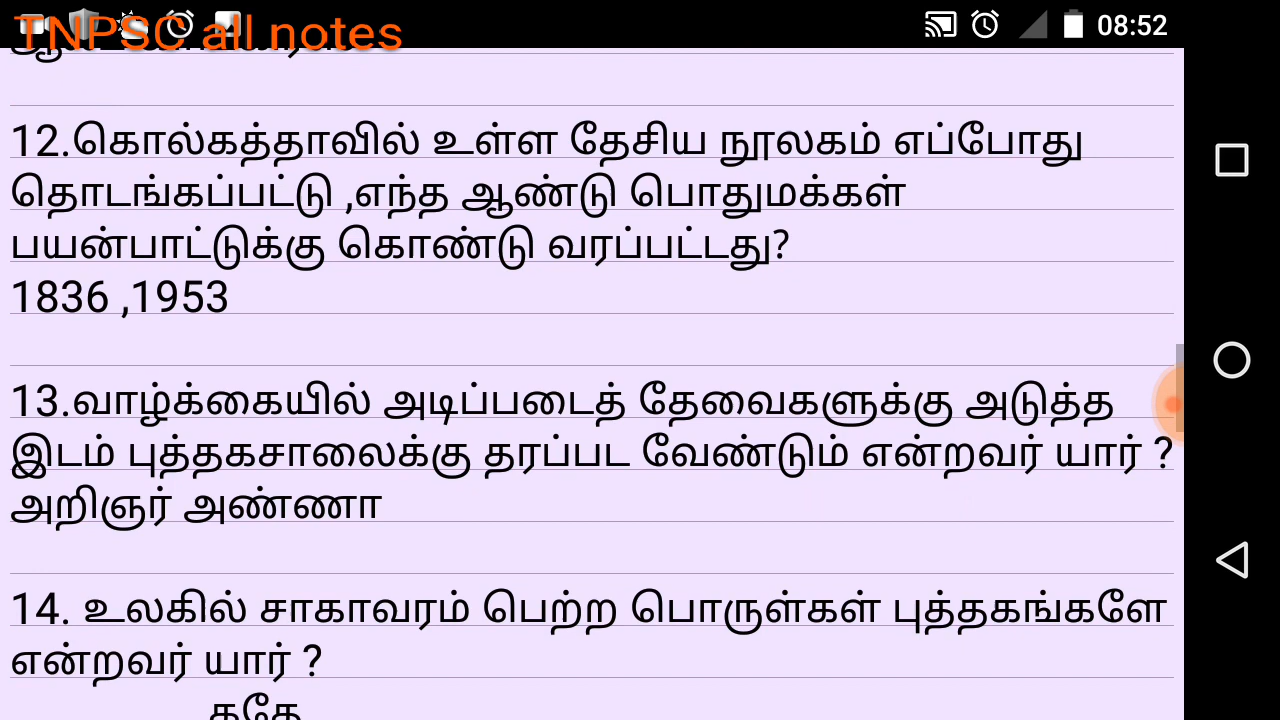 TNPSC all notes
08:52
12.கொல்கத்தாவில் உள்ள தேசிய நூலகம் எப்போது
தொடங்கப்பட்டு ,எந்த ஆண்டு பொதுமக்கள்
பயன்பாட்டுக்கு கொண்டு வரப்பட்டது?
1836 ,1953
13.வாழ்க்கையில் அடிப்படைத் தேவைகளுக்கு அடுத்த
இடம் புத்தகசாலைக்கு தரப்பட வேண்டும் என்றவர் யார் ?
அறிஞர் அண்ணா
14. உலகில் சாகாவரம் பெற்ற பொருள்கள் புத்தகங்களே
என்றவர் யார் ?